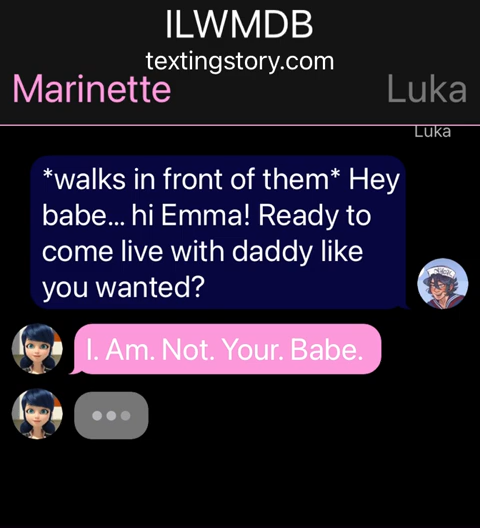 ILWMDB
textingstory.com
Marinette
Luka
Luka
*walks in front of them* Hey
babe... hi Emma! Ready to
come live with daddy like
you wanted?
I. Am. Not. Your. Babe.